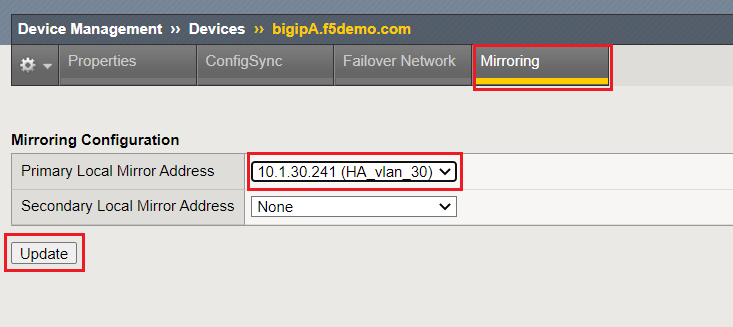 Device Management ›› Devices ›› bigipA.f5demo.com
Properties ConfigSync Failover Network Mirroring
Mirroring Configuration
Primary Local Mirror Address 10.1.30.241 (HA_vlan_30)
Secondary Local Mirror Address None
Update